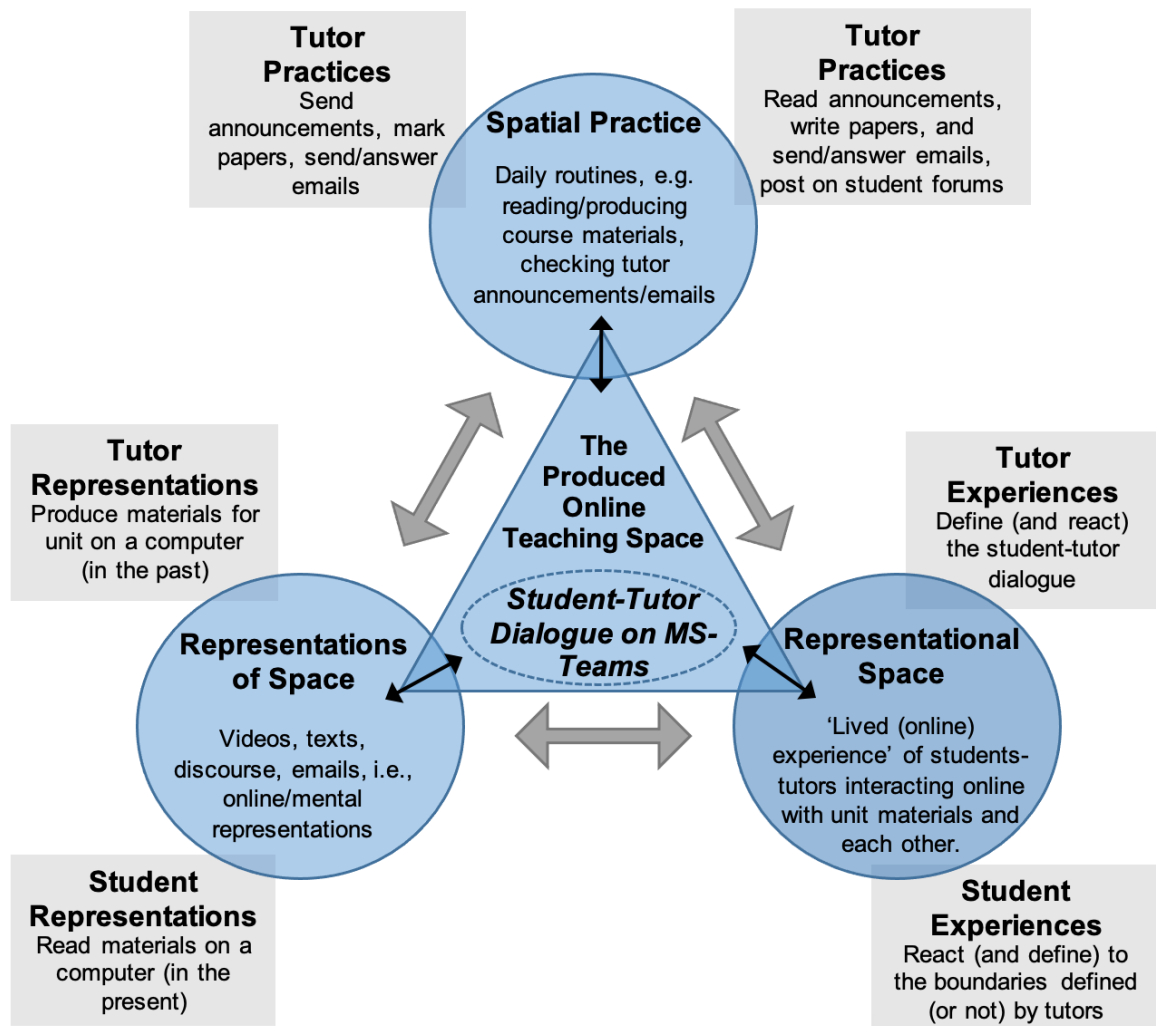 Tutor
Practices
Send
announcements, mark
papers, send/answer
emails
Tutor
Practices
Read announcements,
write papers, and
send/answer emails,
post on student forums
Spatial Practice
Daily routines, e.g.
reading/producing
course materials,
checking tutor
announcements/emails
The
Produced
Online
Teaching Space
Student-Tutor
Dialogue on MS-
Teams
Tutor
Representations
Produce materials for
unit on a computer
(in the past)
Representations
of Space
Videos, texts,
discourse, emails, i.e.,
online/mental
representations
Student
Representations
Read materials on a
computer (in the
present)
Tutor
Experiences
Define (and react)
the student-tutor
dialogue
Representational
Space
‘Lived (online)
experience’ of students-
tutors interacting online
with unit materials and
each other.
Student
Experiences
React (and define) to
the boundaries defined
(or not) by tutors